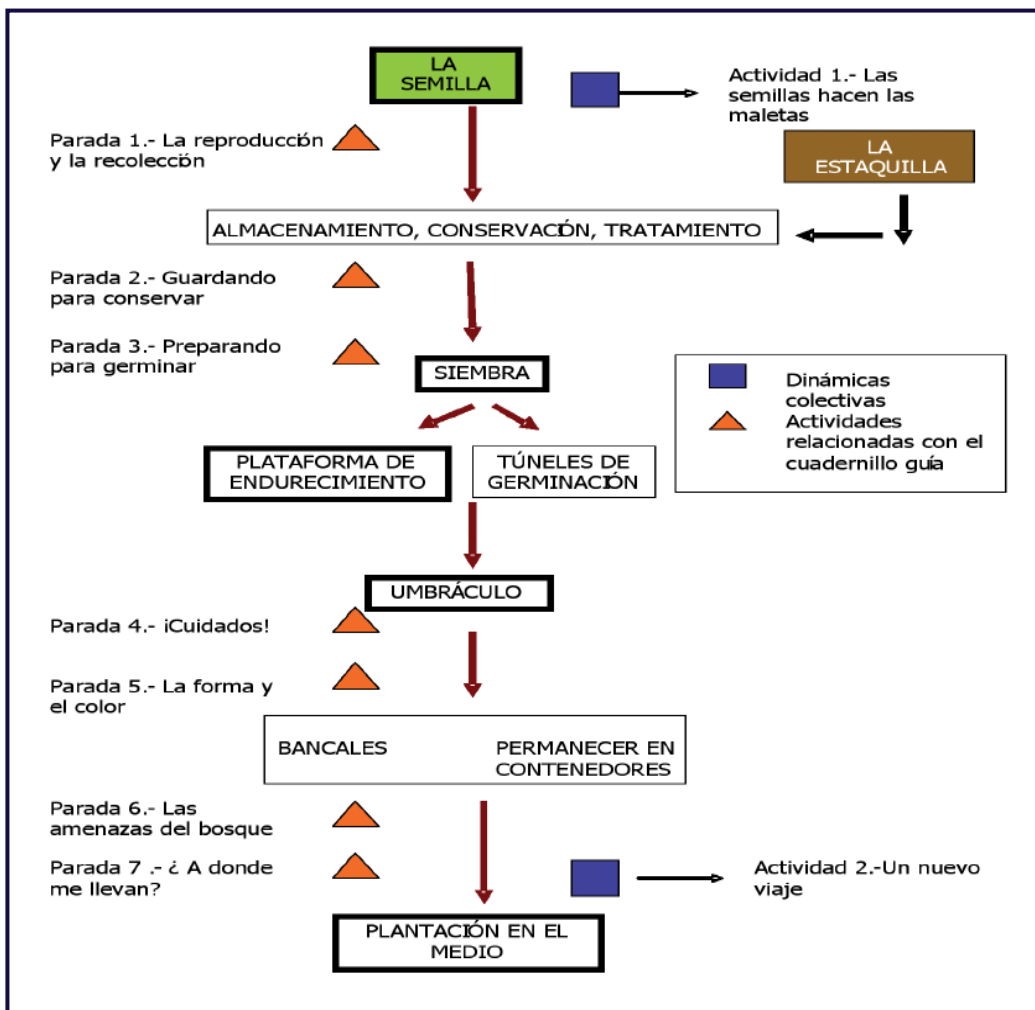 LA
SEMILLA
Actividad 1.- Las
semillas hacen las
maletas
Parada 1.- La reproducción
y la recolección
LA
ESTAQUILLA
ALMACENAMIENTO, CONSERVACIÓN, TRATAMIENTO
Parada 2.- Guardando
para conservar
Parada 3.- Preparando
para germinar
SIEMBRA
Dinámicas
colectivas
Actividades
relacionadas con el
cuadernillo guía
PLATAFORMA DE
ENDURECIMIENTO
TÚNELES DE
GERMINACIÓN
UMBRÁCULO
Parada 4.- ¡Cuidados!
Parada 5.- La forma y
el color
BANCALES
PERMANECER EN
CONTENEDORES
Parada 6.- Las
amenazas del bosque
Parada 7 .- ¿ A donde
me llevan?
Actividad 2.-Un nuevo
viaje
PLANTACIÓN EN EL
MEDIO